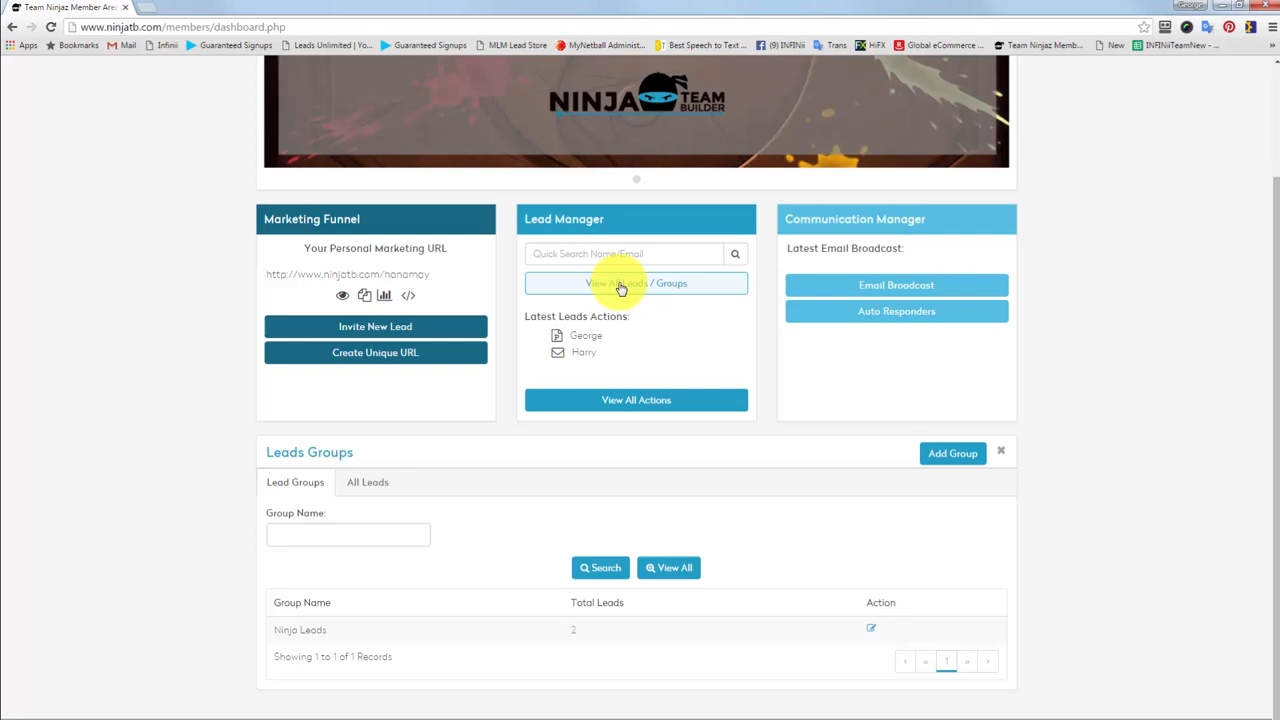 Team Ninjaz Member Are
George
www.ninjatb.com/members/dashboard.php
Apps Bookmarks Mail Infinii Guaranteed Signups Leads Unlimited | Yo... Guaranteed Signups MLM Lead Store MyNetball Administ... Best Speech to Text ... (9) INFINii Trans HiFX Global eCommerce ... Team Ninjaz Memb... New INFINiiTeamNew - ...
NINJA TEAM BUILDER
Marketing Funnel
Your Personal Marketing URL
http://www.ninjatb.com/hanamay
Invite New Lead
Create Unique URL
Lead Manager
Quick Search Name/Email
View All Leads / Groups
Latest Leads Actions:
George
Harry
View All Actions
Communication Manager
Latest Email Broadcast:
Email Broadcast
Auto Responders
Leads Groups
Add Group
Lead Groups All Leads
Group Name:
Search View All
Group Name Total Leads Action
Ninja Leads 2
Showing 1 to 1 of 1 Records
‹ « 1 » ›